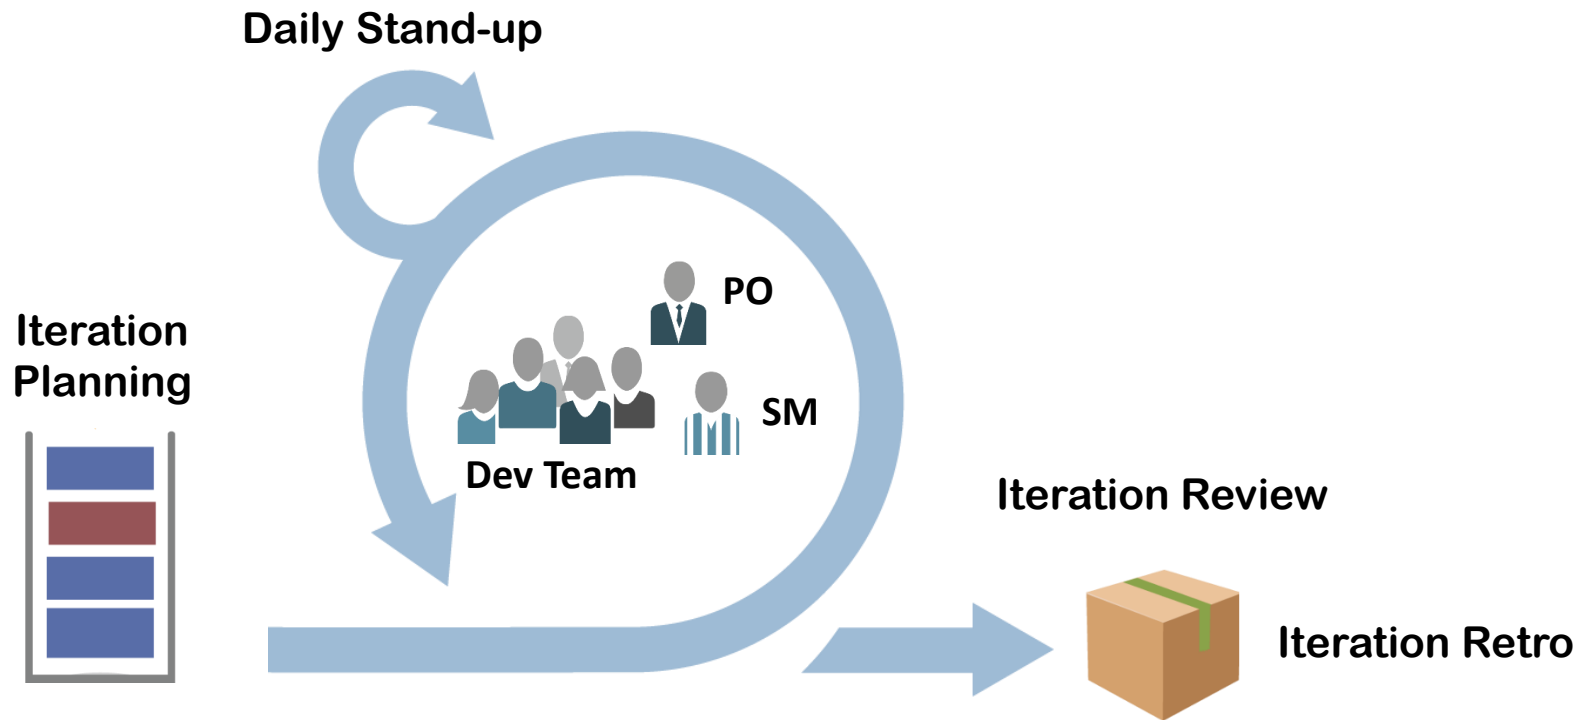 Daily Stand-up
PO
Iteration
Planning
SM
Dev Team
Iteration Review
Iteration Retro